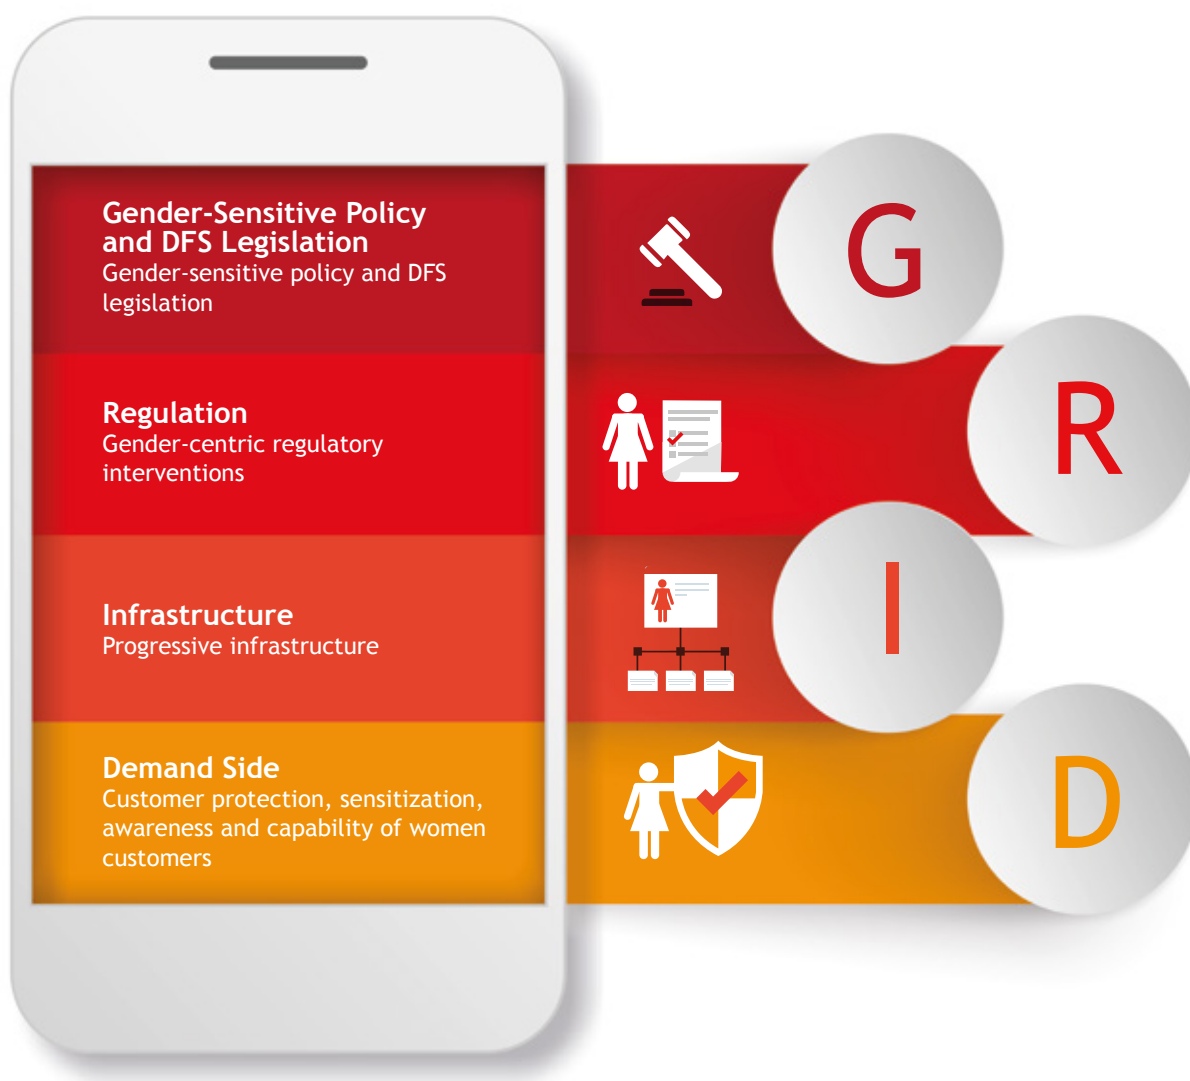 Gender-Sensitive Policy
and DFS Legislation
Gender-sensitive policy and DFS
legislation
G
Regulation
Gender-centric regulatory
interventions
R
Infrastructure
Progressive infrastructure
I
Demand Side
Customer protection, sensitization,
awareness and capability of women
customers
D